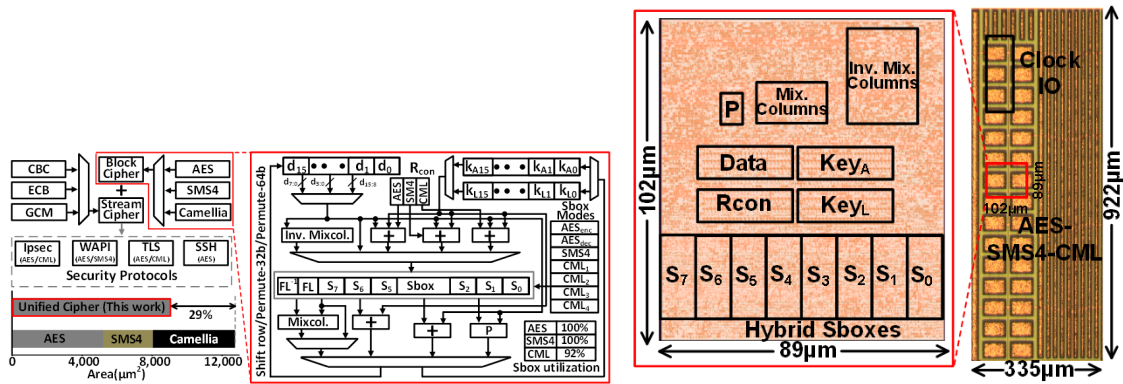 CBC
ECB
GCM
Block
Cipher
+
Stream
Cipher
AES
SMS4
Camellia
Ipsec
(AES/CML)
WAPI
(AES/SMS4)
TLS
(AES/CML)
SSH
(AES)
Security Protocols
Unified Cipher (This work)
29%
AES
SMS4
Camellia
0
4,000
8,000
12,000
Area(µm²)
Shift row/Permute-32b/Permute-64b
d15 • • • d1 d0
d7:0
d15:8
Rcon
AES
SM4
CML
kA15 • • kA1 kA0
kL15 • • kL1 kL0
Inv. Mixcol.
+
+
+
Sbox
Modes
AESenc
AESdec
SMS4
CML1
CML2
CML3
CML4
FL⁻¹ FL S7 S6 S5 Sbox S2 S1 S0
Mixcol.
+
+
P
AES 100%
SMS4 100%
CML 92%
Sbox utilization
102µm
P
Mix.
Columns
Inv. Mix.
Columns
Data
KeyA
Rcon
KeyL
S7 S6 S5 S4 S3 S2 S1 S0
Hybrid Sboxes
89µm
Clock
IO
89µm
102µm
AES-
SMS4-CML
922µm
335µm